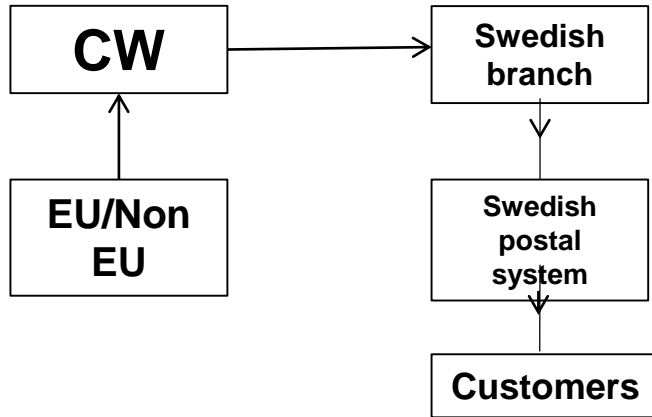 CW
Swedish
branch
EU/Non
EU
Swedish
postal
system
Customers